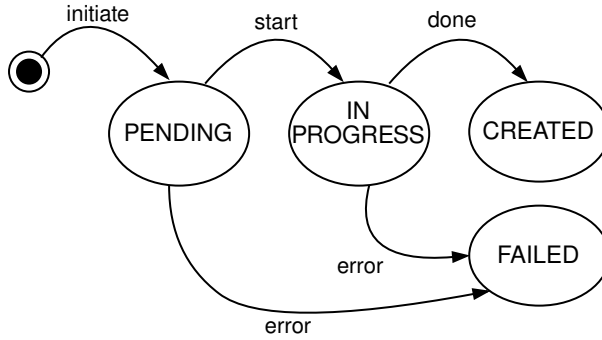 initiate
start
done
PENDING
IN
PROGRESS
CREATED
error
FAILED
error